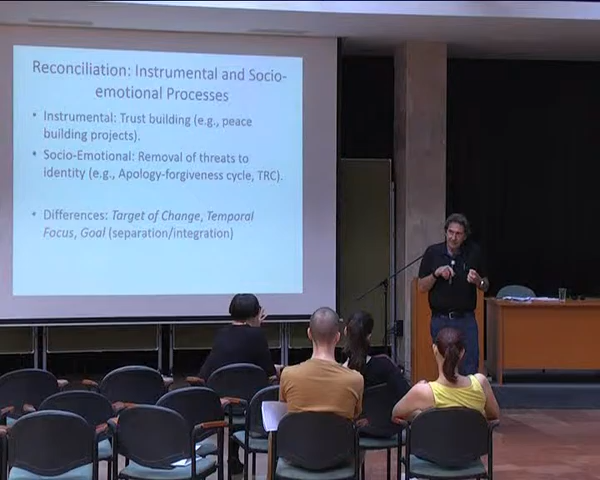 Reconciliation: Instrumental and Socio-
emotional Processes
• Instrumental: Trust building (e.g., peace
building projects).
• Socio-Emotional: Removal of threats to
identity (e.g., Apology-forgiveness cycle, TRC).
• Differences: Target of Change, Temporal
Focus, Goal (separation/integration)